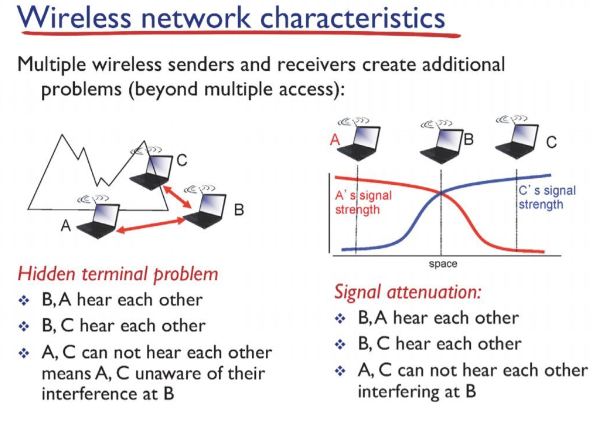 Wireless network characteristics
Multiple wireless senders and receivers create additional
problems (beyond multiple access):
C
B
A
Hidden terminal problem
B, A hear each other
B, C hear each other
A, C can not hear each other
means A, C unaware of their
interference at B
A
B
C
A's signal
strength
C's signal
strength
space
Signal attenuation:
B, A hear each other
B, C hear each other
A, C can not hear each other
interfering at B